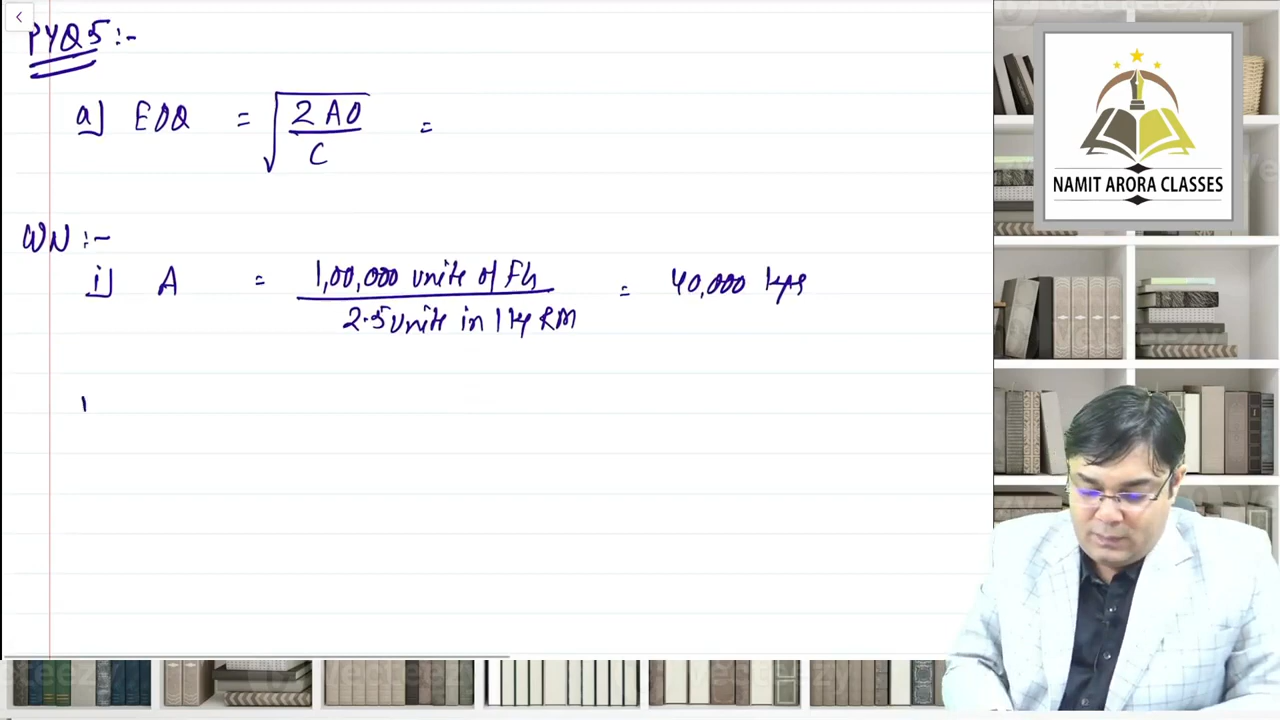 PYQ5:-
a] EOQ = √2AO/C =
WN:-
i] A = 1,00,000 units of FG / 2.5 units in 1 kg RM = 40,000 kgs
NAMIT ARORA CLASSES